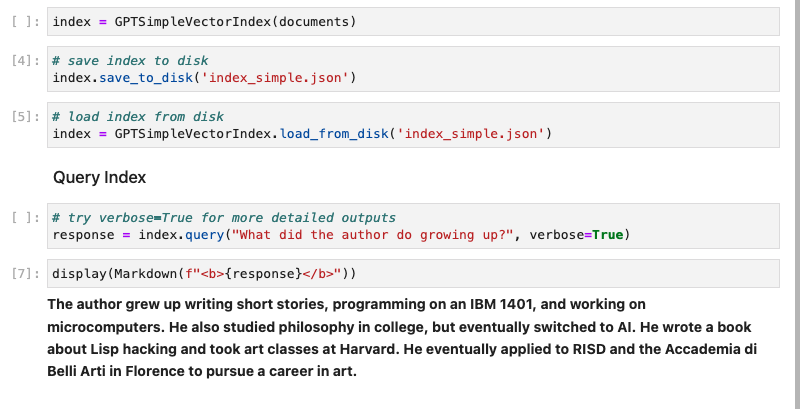 [ ]: index = GPTSimpleVectorIndex(documents)
[4]: # save index to disk
index.save_to_disk('index_simple.json')
[5]: # load index from disk
index = GPTSimpleVectorIndex.load_from_disk('index_simple.json')
Query Index
[ ]: # try verbose=True for more detailed outputs
response = index.query("What did the author do growing up?", verbose=True)
[7]: display(Markdown(f"<b>{response}</b>"))
The author grew up writing short stories, programming on an IBM 1401, and working on
microcomputers. He also studied philosophy in college, but eventually switched to AI. He wrote a book
about Lisp hacking and took art classes at Harvard. He eventually applied to RISD and the Accademia di
Belli Arti in Florence to pursue a career in art.